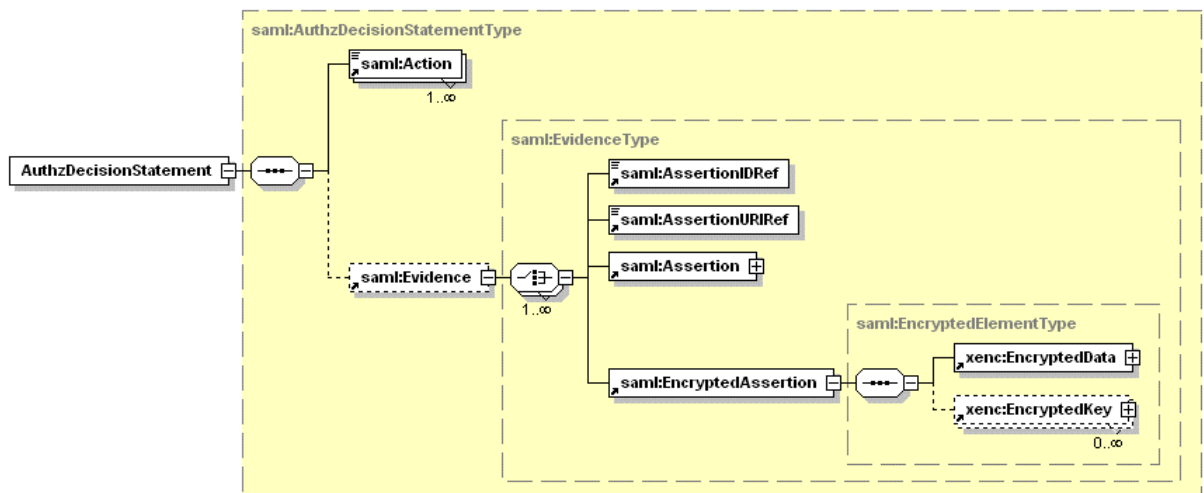 saml:AuthzDecisionStatementType
saml:Action
1..∞
saml:EvidenceType
AuthzDecisionStatement
saml:AssertionIDRef
saml:AssertionURIRef
saml:Evidence
saml:Assertion
1..∞
saml:EncryptedElementType
xenc:EncryptedData
saml:EncryptedAssertion
xenc:EncryptedKey
0..∞